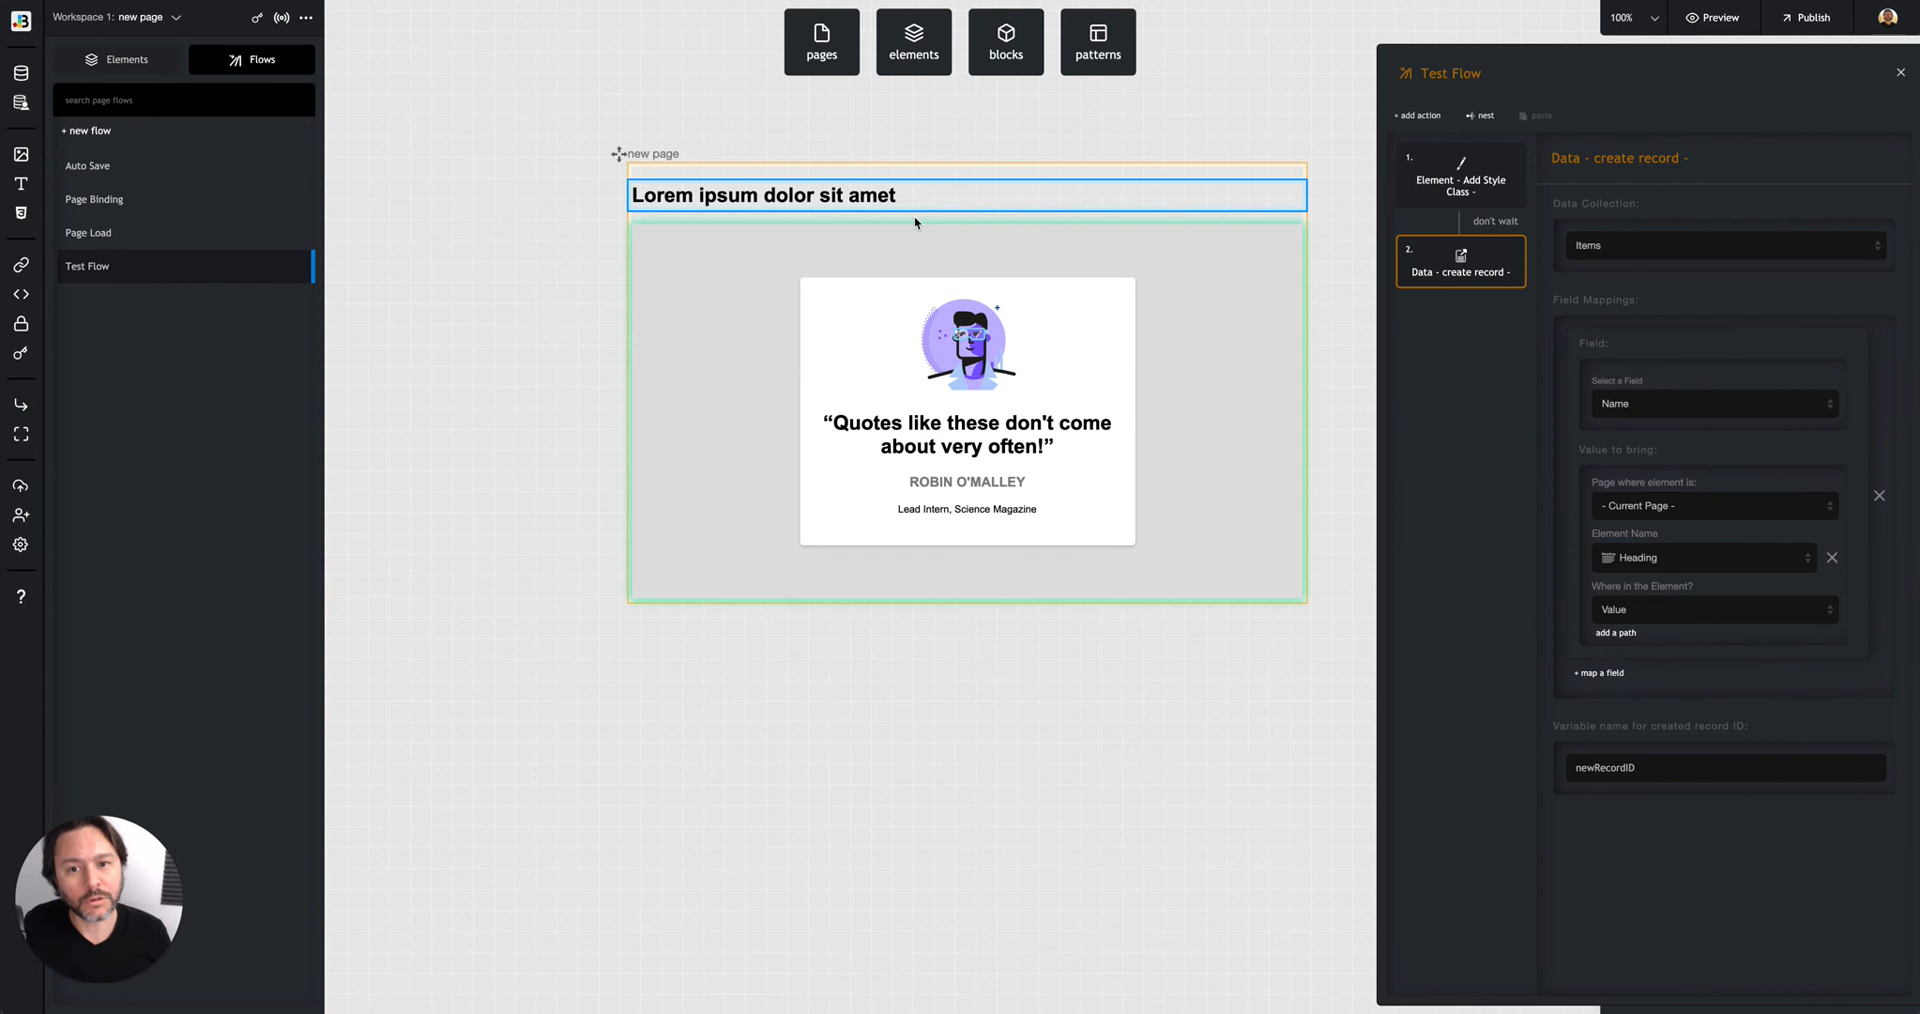 Workspace 1: new page
Elements
Flows
search page flows
+ new flow
Auto Save
Page Binding
Page Load
Test Flow
?
pages
elements
blocks
patterns
new page
Lorem ipsum dolor sit amet
“Quotes like these don't come
about very often!”
ROBIN O'MALLEY
Lead Intern, Science Magazine
100%
Preview
Publish
Test Flow
+ add action
nest
paste
1.
Element - Add Style
Class -
don't wait
2.
Data - create record -
Data - create record -
Data Collection:
Items
Field Mappings:
Field:
Select a Field
Name
Value to bring:
Page where element is:
- Current Page -
Element Name
Heading
Where in the Element?
Value
add a path
+ map a field
Variable name for created record ID:
newRecordID